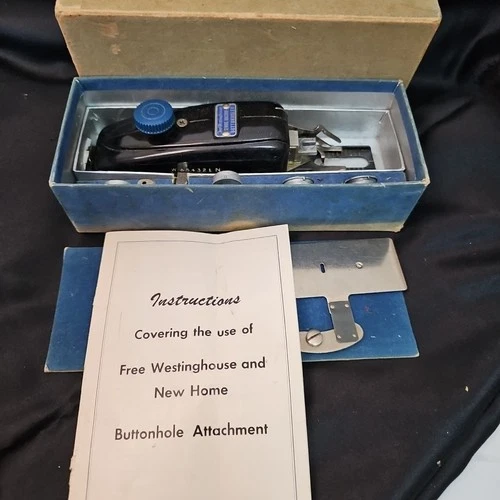 Instructions
Covering the use of
Free Westinghouse and
New Home
Buttonhole Attachment